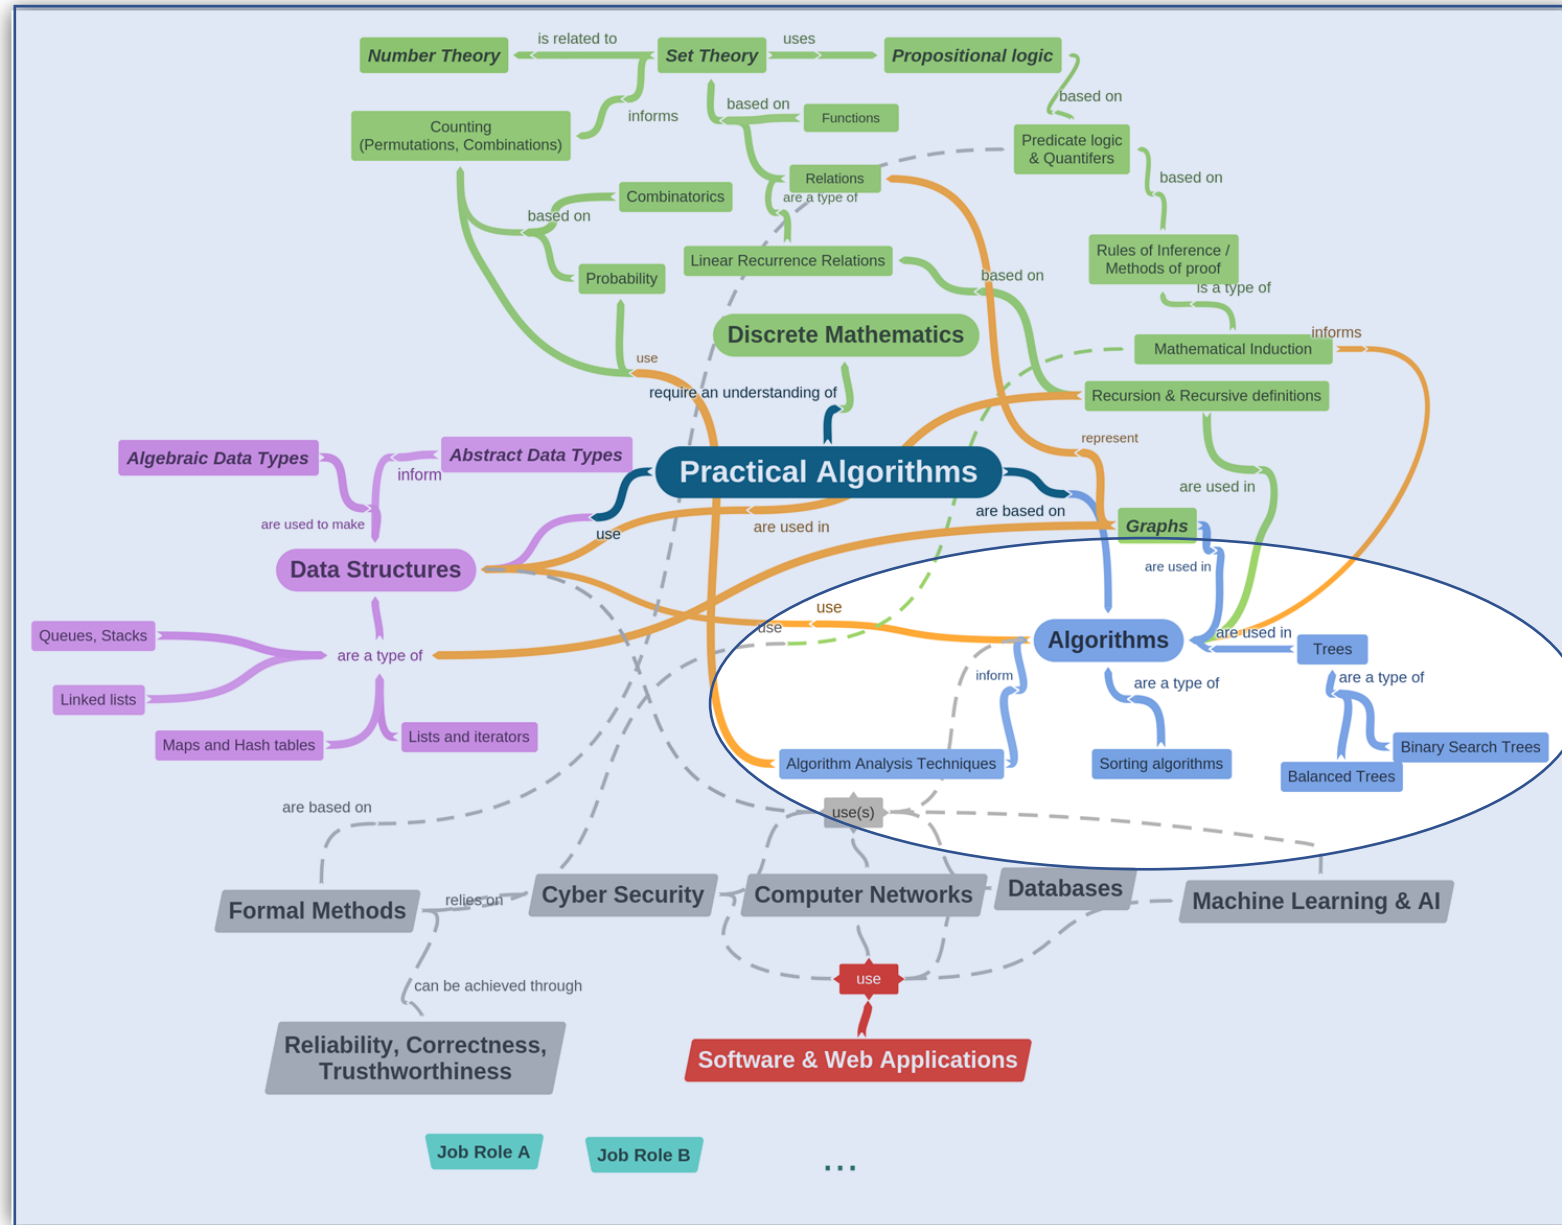 is related to
uses
Number Theory
Set Theory
Propositional logic
based on
based on
informs
Functions
Counting
(Permutations, Combinations)
Predicate logic
& Quantifers
Relations
based on
are a type of
Combinatorics
based on
Rules of Inference /
Methods of proof
Linear Recurrence Relations
based on
Probability
is a type of
Discrete Mathematics
informs
Mathematical Induction
use
require an understanding of
Recursion & Recursive definitions
represent
Algebraic Data Types
Abstract Data Types
inform
Practical Algorithms
are used in
are based on
are used to make
use
are used in
Graphs
are used in
Data Structures
use
use
Queues, Stacks
are a type of
Algorithms
are used in
Trees
inform
are a type of
are a type of
Linked lists
Maps and Hash tables
Lists and iterators
Algorithm Analysis Techniques
Sorting algorithms
Binary Search Trees
Balanced Trees
are based on
use(s)
Formal Methods
relies on
Cyber Security
Computer Networks
Databases
Machine Learning & AI
can be achieved through
use
Reliability, Correctness,
Trusthworthiness
Software & Web Applications
Job Role A
Job Role B
...